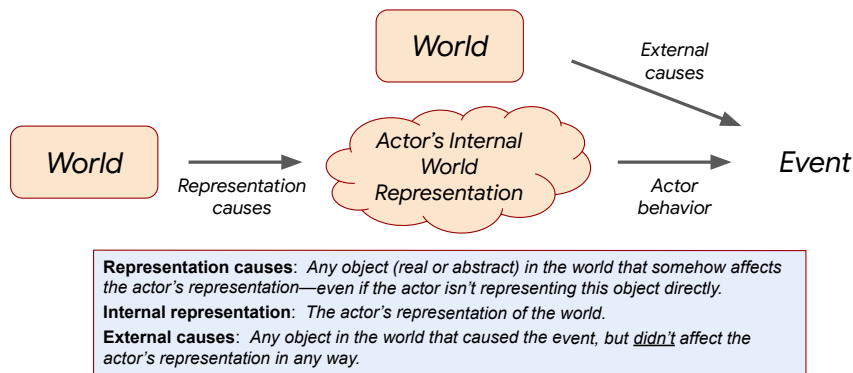 World
External
causes
World
Actor's Internal
World
Representation
Event
Representation
causes
Actor
behavior
Representation causes: Any object (real or abstract) in the world that somehow affects
the actor's representation—even if the actor isn't representing this object directly.
Internal representation: The actor's representation of the world.
External causes: Any object in the world that caused the event, but didn't affect the
actor's representation in any way.